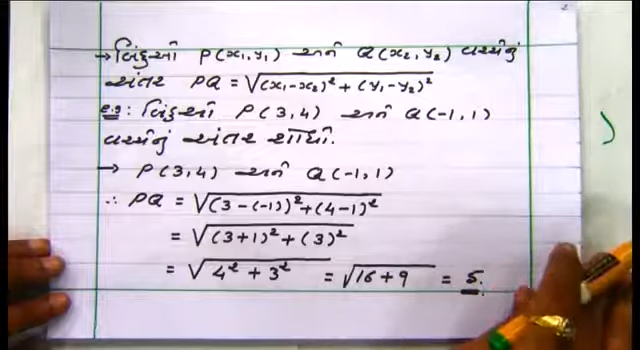 → બિંદુઓ P(x₁, y₁) અને Q(x₂, y₂) વચ્ચેનું
અંતર PQ = √((x₁-x₂)² + (y₁-y₂)²)
e.g: બિંદુઓ P(3,4) અને Q(-1,1)
વચ્ચેનું અંતર શોધો.
→ P(3,4) અને Q(-1,1)
∴ PQ = √((3-(-1))² + (4-1)²)
= √((3+1)² + (3)²)
= √(4² + 3²) = √(16+9) = 5.